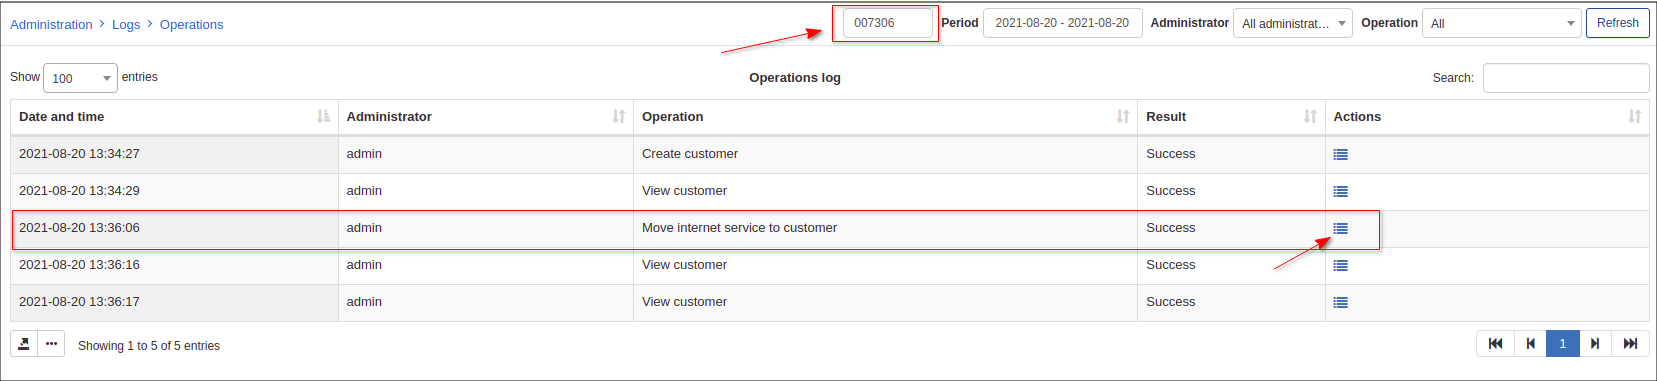 Administration > Logs > Operations 007306 Period 2021-08-20 - 2021-08-20 Administrator All administrat... Operation All Refresh
Show 100 entries Operations log Search:
Date and time Administrator Operation Result Actions
2021-08-20 13:34:27 admin Create customer Success
2021-08-20 13:34:29 admin View customer Success
2021-08-20 13:36:06 admin Move internet service to customer Success
2021-08-20 13:36:16 admin View customer Success
2021-08-20 13:36:17 admin View customer Success
... Showing 1 to 5 of 5 entries 1